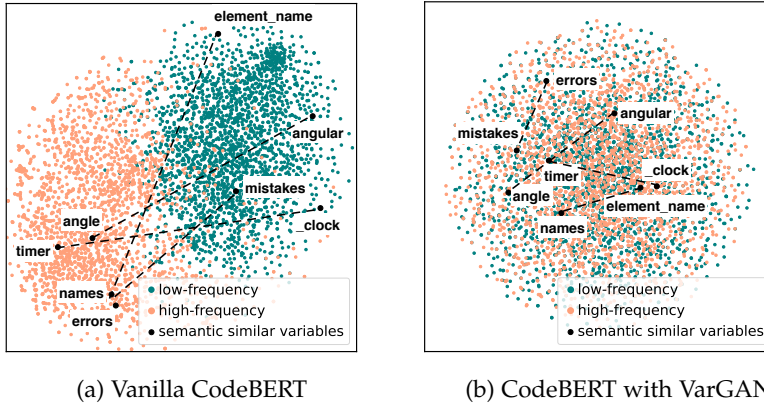 element_name
angular
mistakes
_clock
angle
timer
names
errors
low-frequency
high-frequency
semantic similar variables
(a) Vanilla CodeBERT
errors
angular
mistakes
_clock
timer
angle
element_name
names
low-frequency
high-frequency
semantic similar variables
(b) CodeBERT with VarGAN